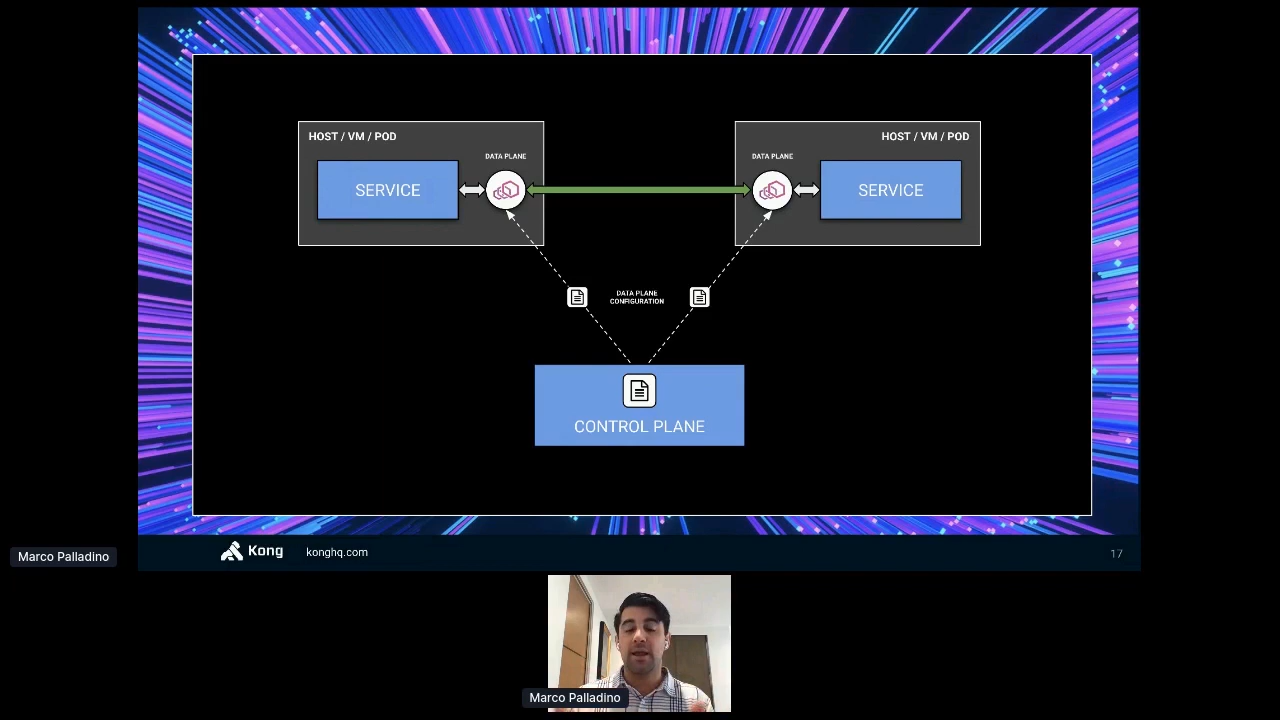 HOST / VM / POD
HOST / VM / POD
DATA PLANE
DATA PLANE
SERVICE
SERVICE
DATA PLANE
CONFIGURATION
CONTROL PLANE
Marco Palladino
Kong
konghq.com
17
Marco Palladino